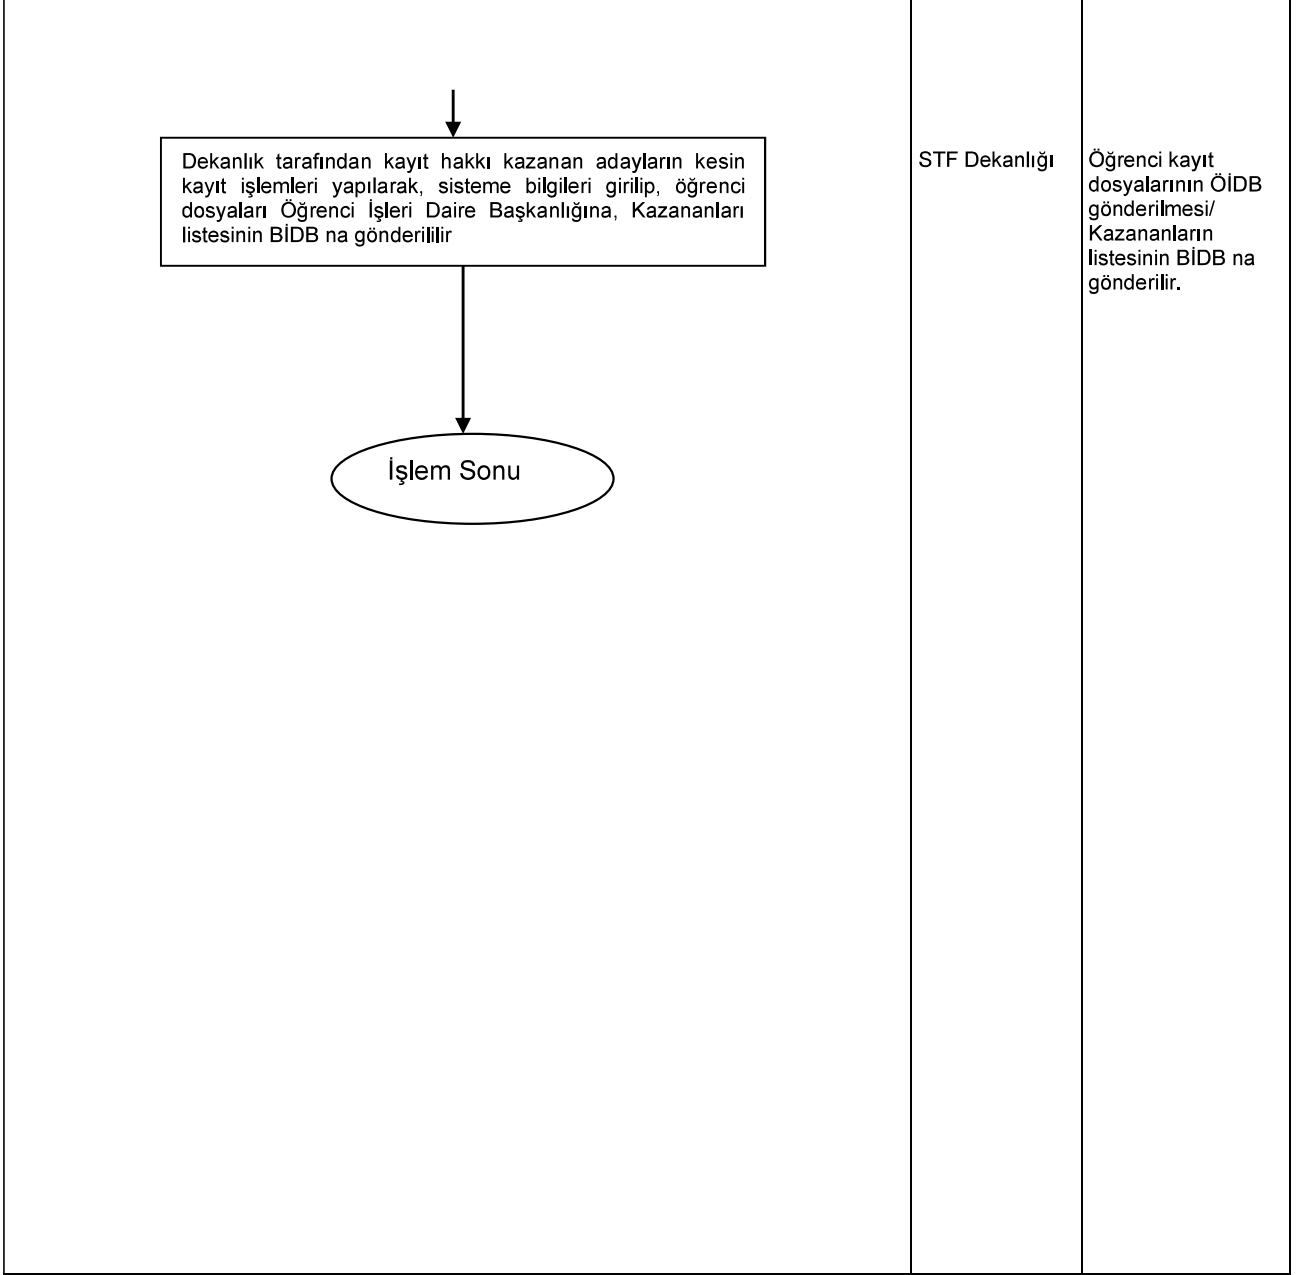 Dekanlık tarafından kayıt hakkı kazanan adayların kesin
kayıt işlemleri yapılarak, sisteme bilgileri girilip, öğrenci
dosyaları Öğrenci İşleri Daire Başkanlığına, Kazananları
listesinin BİDB na gönderililir
İşlem Sonu
STF Dekanlığı
Öğrenci kayıt
dosyalarının ÖİDB
gönderilmesi/
Kazananların
listesinin BİDB na
gönderilir.